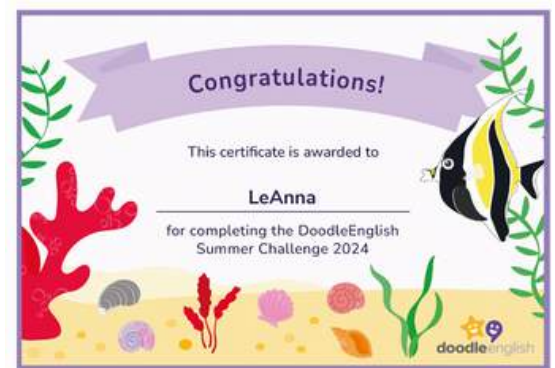 Congratulations!
This certificate is awarded to
LeAnna
for completing the DoodleEnglish
Summer Challenge 2024
doodleenglish